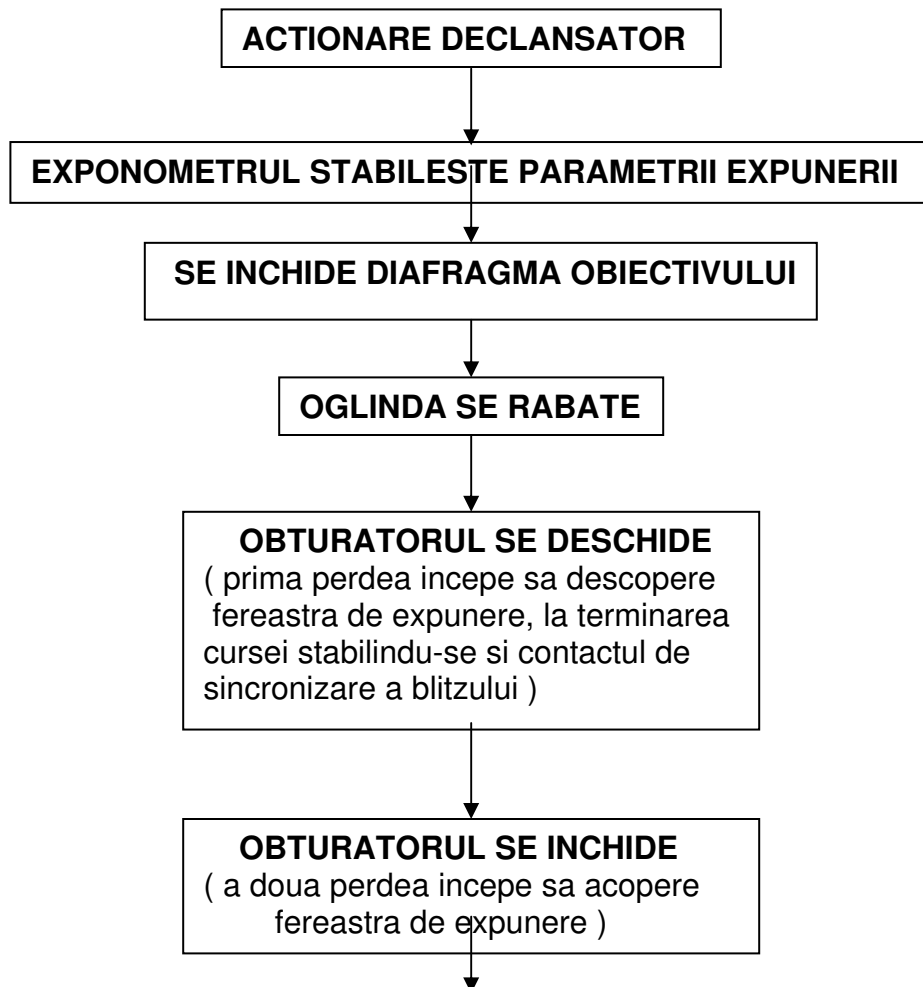 ACTIONARE DECLANSATOR
EXPONOMETRUL STABILESTE PARAMETRII EXPUNERII
SE INCHIDE DIAFRAGMA OBIECTIVULUI
OGLINDA SE RABATE
OBTURATORUL SE DESCHIDE
( prima perdea incepe sa descopere
fereastra de expunere, la terminarea
cursei stabilindu-se si contactul de
sincronizare a blitzului )
OBTURATORUL SE INCHIDE
( a doua perdea incepe sa acopere
fereastra de expunere )